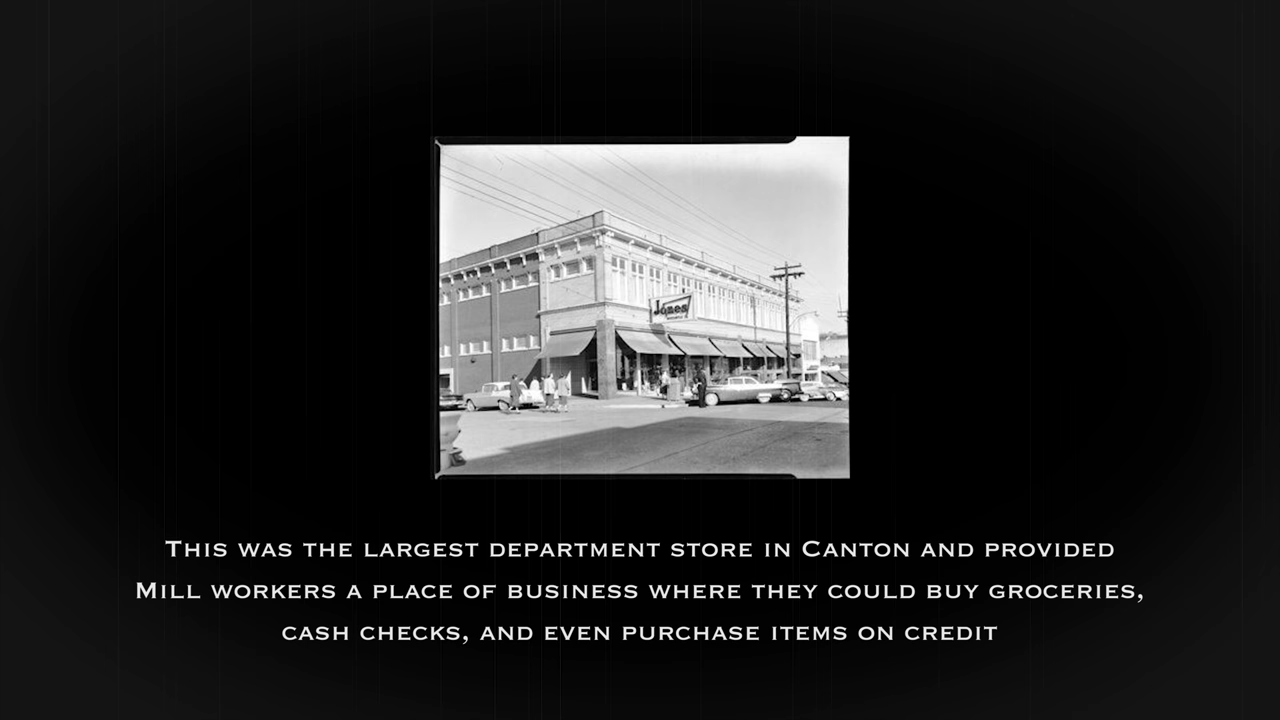 Jones
This was the largest department store in Canton and provided
Mill workers a place of business where they could buy groceries,
cash checks, and even purchase items on credit